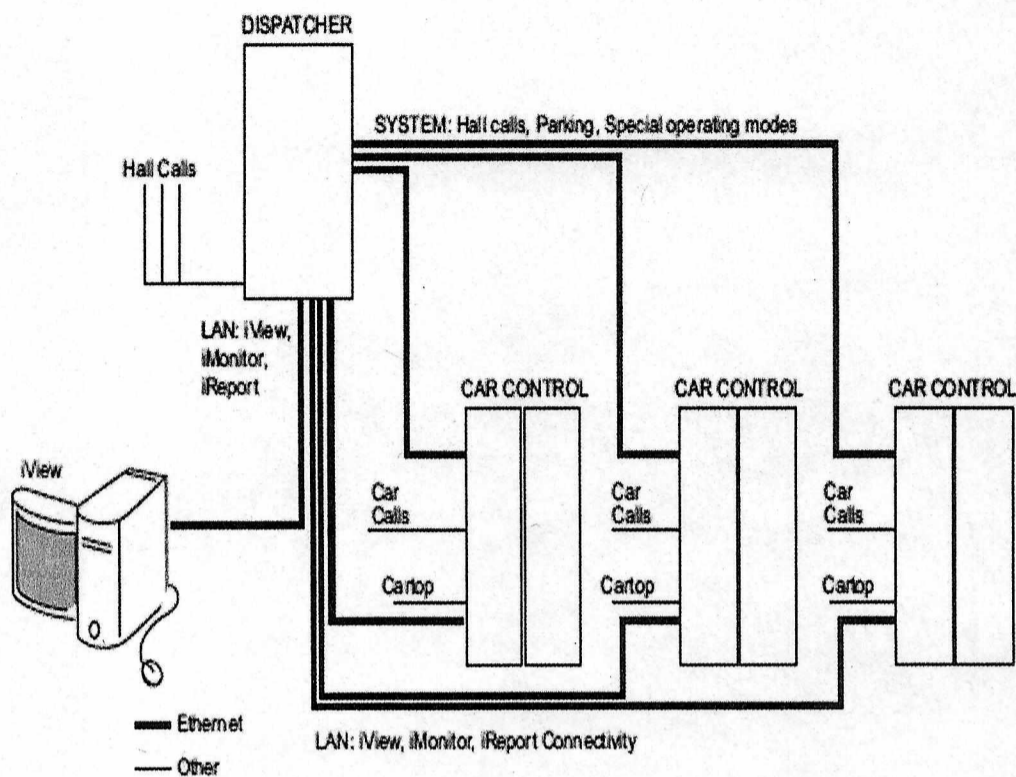 DISPATCHER
SYSTEM: Hall calls, Parking, Special operating modes
Hall Calls
LAN: iView,
iMonitor,
iReport
CAR CONTROL
CAR CONTROL
CAR CONTROL
iView
Car
Calls
Car
Calls
Car
Calls
Cartop
Cartop
Cartop
Ethernet
LAN: iView, iMonitor, iReport Connectivity
Other